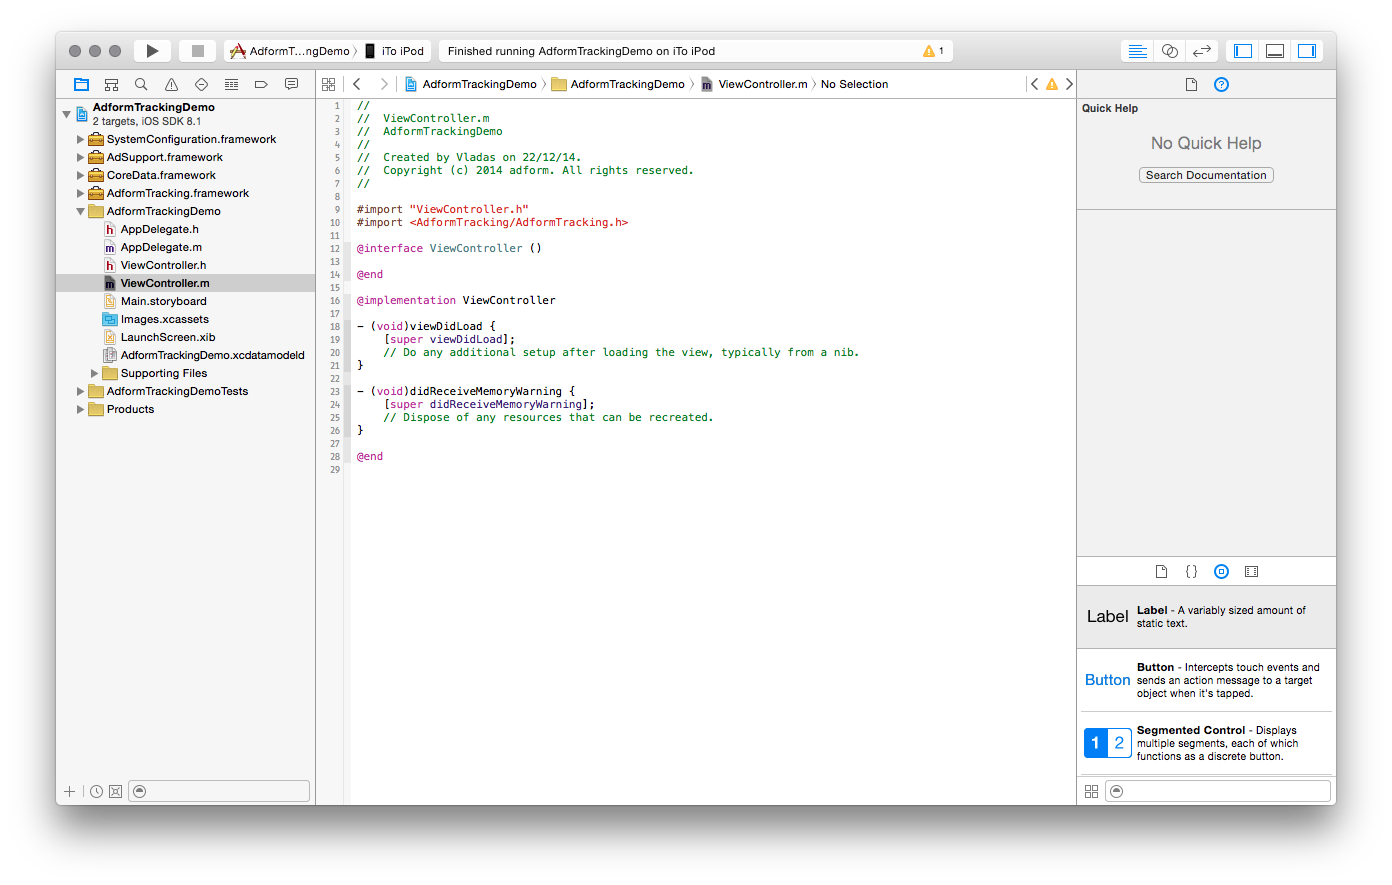 AdformT...ngDemo
iTo iPod
Finished running AdformTrackingDemo on iTo iPod
1
AdformTrackingDemo
AdformTrackingDemo
ViewController.m
No Selection
AdformTrackingDemo
2 targets, iOS SDK 8.1
SystemConfiguration.framework
AdSupport.framework
CoreData.framework
AdformTracking.framework
AdformTrackingDemo
h AppDelegate.h
m AppDelegate.m
h ViewController.h
m ViewController.m
Main.storyboard
Images.xcassets
LaunchScreen.xib
AdformTrackingDemo.xcdatamodeld
Supporting Files
AdformTrackingDemoTests
Products
1 //
2 //  ViewController.m
3 //  AdformTrackingDemo
4 //
5 //  Created by Vladas on 22/12/14.
6 //  Copyright (c) 2014 adform. All rights reserved.
7 //
8
9 #import "ViewController.h"
10 #import <AdformTracking/AdformTracking.h>
11
12 @interface ViewController ()
13
14 @end
15
16 @implementation ViewController
17
18 - (void)viewDidLoad {
19     [super viewDidLoad];
20     // Do any additional setup after loading the view, typically from a nib.
21 }
22
23 - (void)didReceiveMemoryWarning {
24     [super didReceiveMemoryWarning];
25     // Dispose of any resources that can be recreated.
26 }
27
28 @end
29
Quick Help
No Quick Help
Search Documentation
{}
Label
Label - A variably sized amount of
static text.
Button
Button - Intercepts touch events and
sends an action message to a target
object when it's tapped.
1 2
Segmented Control - Displays
multiple segments, each of which
functions as a discrete button.